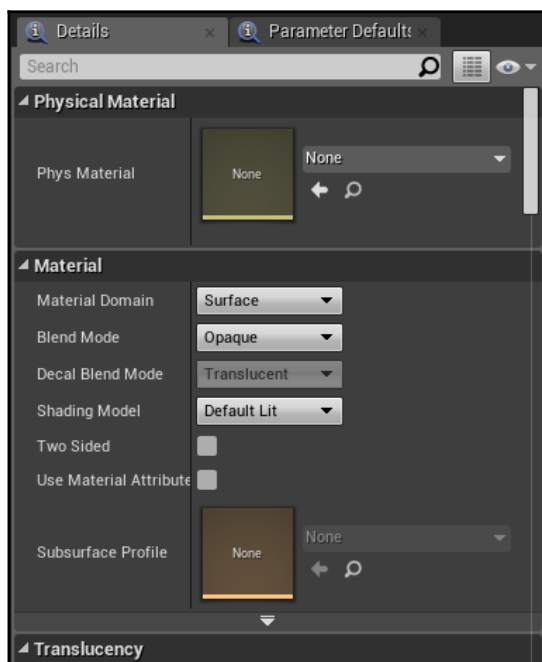 Details
Parameter Defaults
Search
Physical Material
Phys Material
None
None
Material
Material Domain
Surface
Blend Mode
Opaque
Decal Blend Mode
Translucent
Shading Model
Default Lit
Two Sided
Use Material Attribute
Subsurface Profile
None
None
Translucency